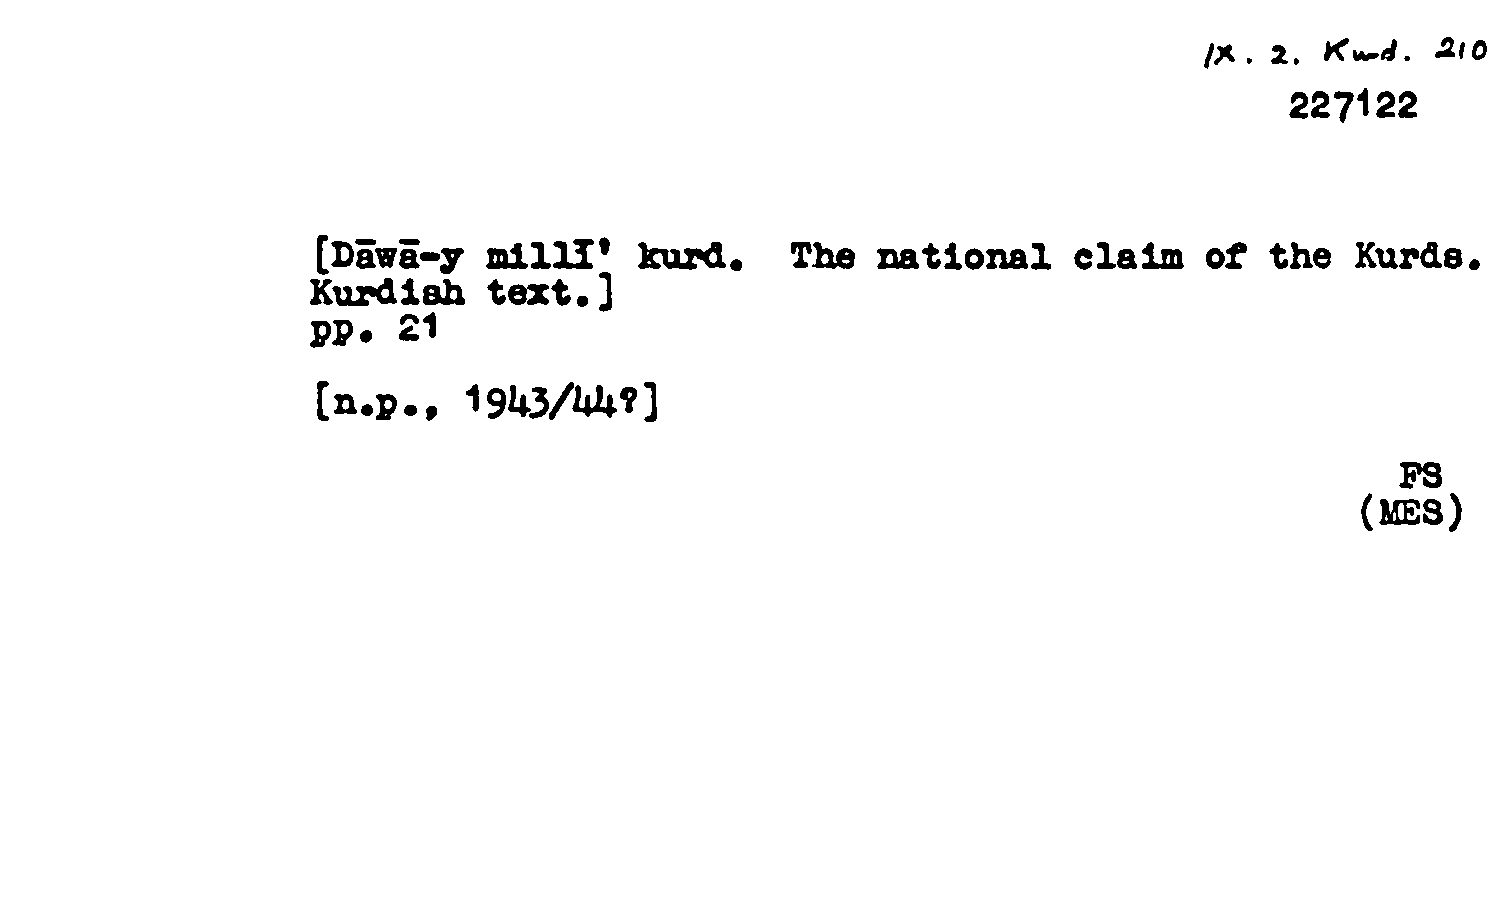 IX. 2. Kurd. 210
227122
[Dāwā-y millī' kurd. The national claim of the Kurds.
Kurdish text.]
pp. 21
[n.p., 1943/44?]
FS
(MES)